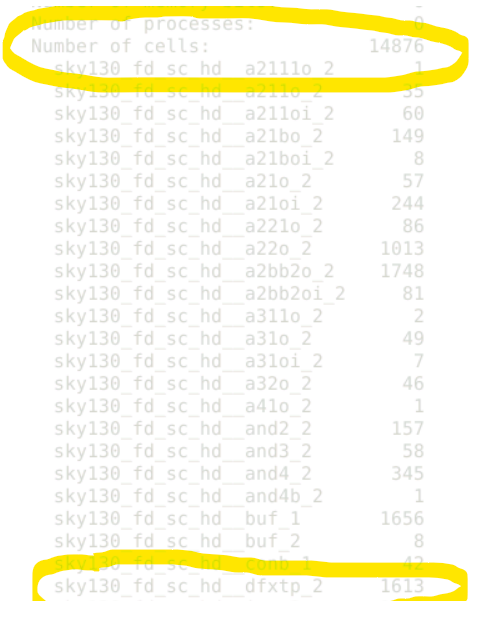 Number of processes: 0
Number of cells: 14876
sky130_fd_sc_hd__a2111o_2 1
sky130_fd_sc_hd__a211o_2 35
sky130_fd_sc_hd__a211oi_2 60
sky130_fd_sc_hd__a21bo_2 149
sky130_fd_sc_hd__a21boi_2 8
sky130_fd_sc_hd__a21o_2 57
sky130_fd_sc_hd__a21oi_2 244
sky130_fd_sc_hd__a221o_2 86
sky130_fd_sc_hd__a22o_2 1013
sky130_fd_sc_hd__a2bb2o_2 1748
sky130_fd_sc_hd__a2bb2oi_2 81
sky130_fd_sc_hd__a311o_2 2
sky130_fd_sc_hd__a31o_2 49
sky130_fd_sc_hd__a31oi_2 7
sky130_fd_sc_hd__a32o_2 46
sky130_fd_sc_hd__a41o_2 1
sky130_fd_sc_hd__and2_2 157
sky130_fd_sc_hd__and3_2 58
sky130_fd_sc_hd__and4_2 345
sky130_fd_sc_hd__and4b_2 1
sky130_fd_sc_hd__buf_1 1656
sky130_fd_sc_hd__buf_2 8
sky130_fd_sc_hd__conb_1 42
sky130_fd_sc_hd__dfxtp_2 1613